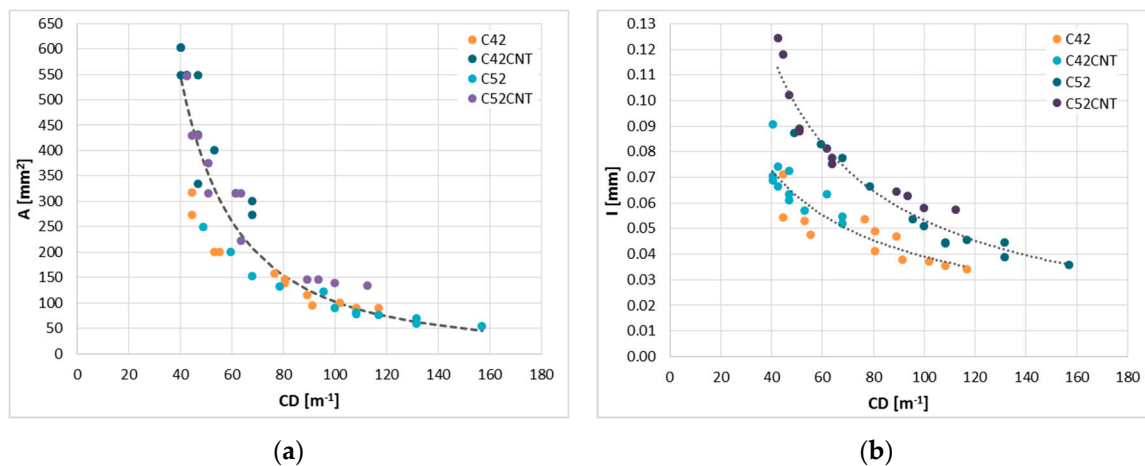 650
600
550
500
450
400
350
300
250
200
150
100
50
0
A [mm²]
0 20 40 60 80 100 120 140 160 180
CD [m⁻¹]
C42
C42CNT
C52
C52CNT
(a)
0.13
0.12
0.11
0.10
0.09
0.08
0.07
0.06
0.05
0.04
0.03
0.02
0.01
0.00
I [mm]
0 20 40 60 80 100 120 140 160 180
CD [m⁻¹]
C42
C42CNT
C52
C52CNT
(b)